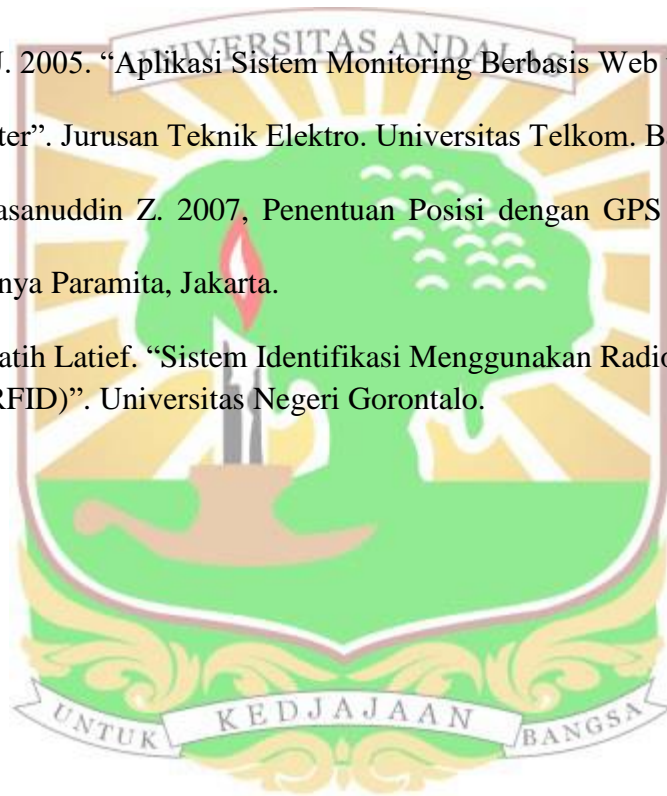 UNIVERSITAS ANDALAS
J. 2005. “Aplikasi Sistem Monitoring Berbasis Web
ter”. Jurusan Teknik Elektro. Universitas Telkom. Ba
asanuddin Z. 2007, Penentuan Posisi dengan GPS
nya Paramita, Jakarta.
atih Latief. “Sistem Identifikasi Menggunakan Radio
RFID)”. Universitas Negeri Gorontalo.
UNTUK KEDJAJAAN BANGSA